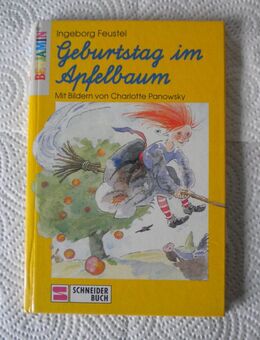 BENJAMIN
Ingeborg Feustel
Geburtstag im
Apfelbaum
Mit Bildern von Charlotte Panowsky
SCHNEIDER
BUCH